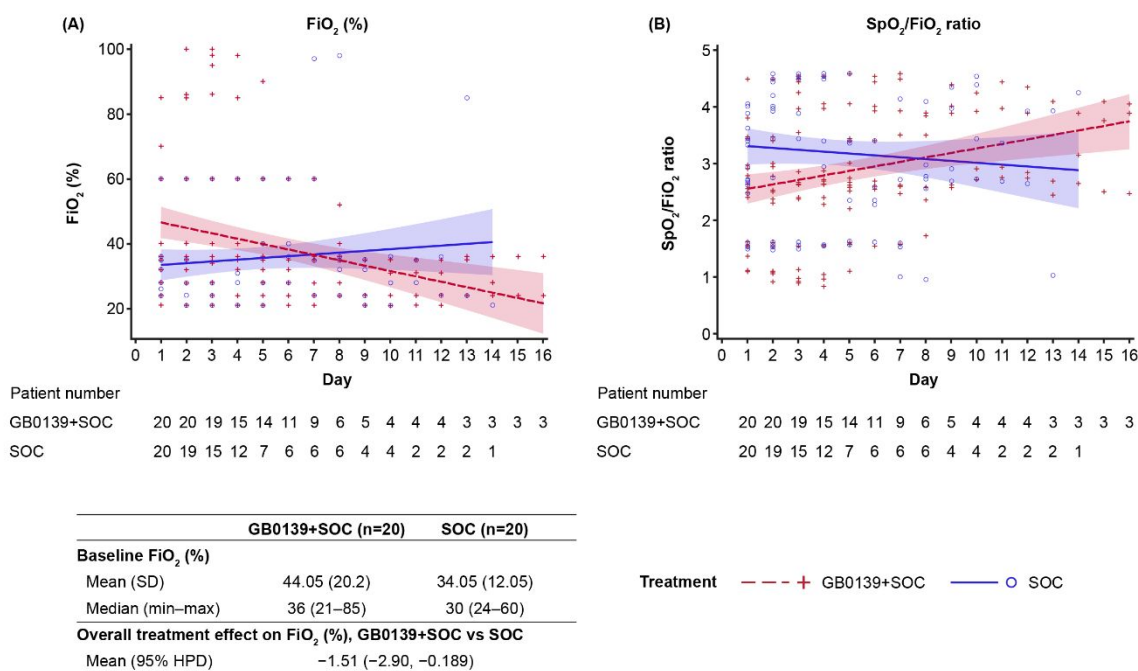 (A) FiO2 (%)
100
80
60
40
20
FiO2 (%)
0 1 2 3 4 5 6 7 8 9 10 11 12 13 14 15 16
Day
Patient number
GB0139+SOC 20 20 19 15 14 11 9 6 5 4 4 4 3 3 3 3
SOC 20 19 15 12 7 6 6 6 4 4 2 2 2 1
(B) SpO2/FiO2 ratio
5
4
3
2
1
0
SpO2/FiO2 ratio
0 1 2 3 4 5 6 7 8 9 10 11 12 13 14 15 16
Day
Patient number
GB0139+SOC 20 20 19 15 14 11 9 6 5 4 4 4 3 3 3 3
SOC 20 19 15 12 7 6 6 6 4 4 2 2 2 1
GB0139+SOC (n=20) SOC (n=20)
Baseline FiO2 (%)
Mean (SD) 44.05 (20.2) 34.05 (12.05)
Median (min–max) 36 (21–85) 30 (24–60)
Overall treatment effect on FiO2 (%), GB0139+SOC vs SOC
Mean (95% HPD) −1.51 (−2.90, −0.189)
Treatment GB0139+SOC SOC